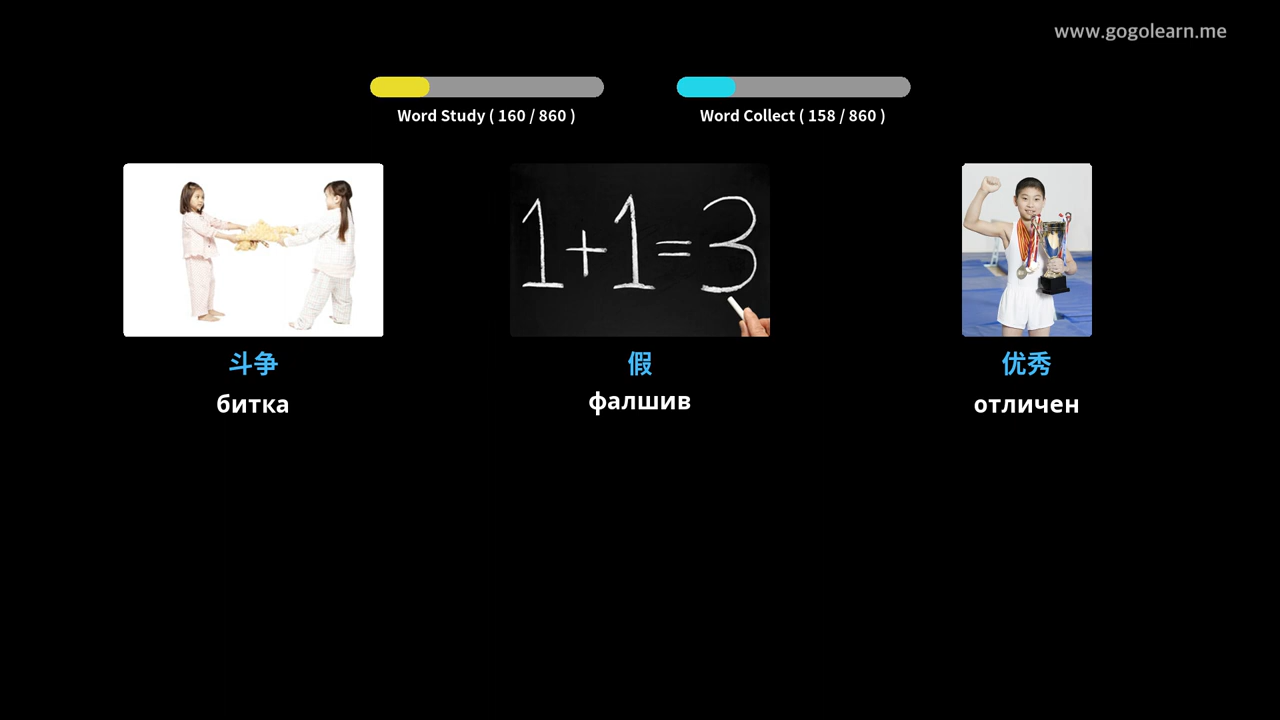 www.gogolearn.me
Word Study ( 160 / 860 )
Word Collect ( 158 / 860 )
1+1=3
斗争
假
优秀
битка
фалшив
отличен